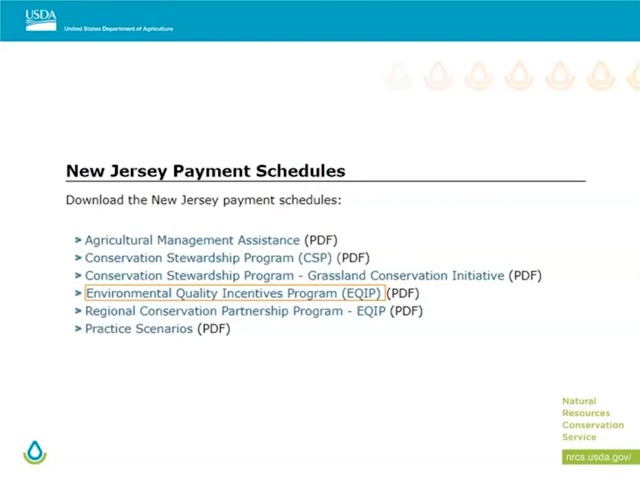 USDA
United States Department of Agriculture
New Jersey Payment Schedules
Download the New Jersey payment schedules:
➤ Agricultural Management Assistance (PDF)
➤ Conservation Stewardship Program (CSP) (PDF)
➤ Conservation Stewardship Program - Grassland Conservation Initiative (PDF)
➤ Environmental Quality Incentives Program (EQIP) (PDF)
➤ Regional Conservation Partnership Program - EQIP (PDF)
➤ Practice Scenarios (PDF)
Natural
Resources
Conservation
Service
nrcs.usda.gov/